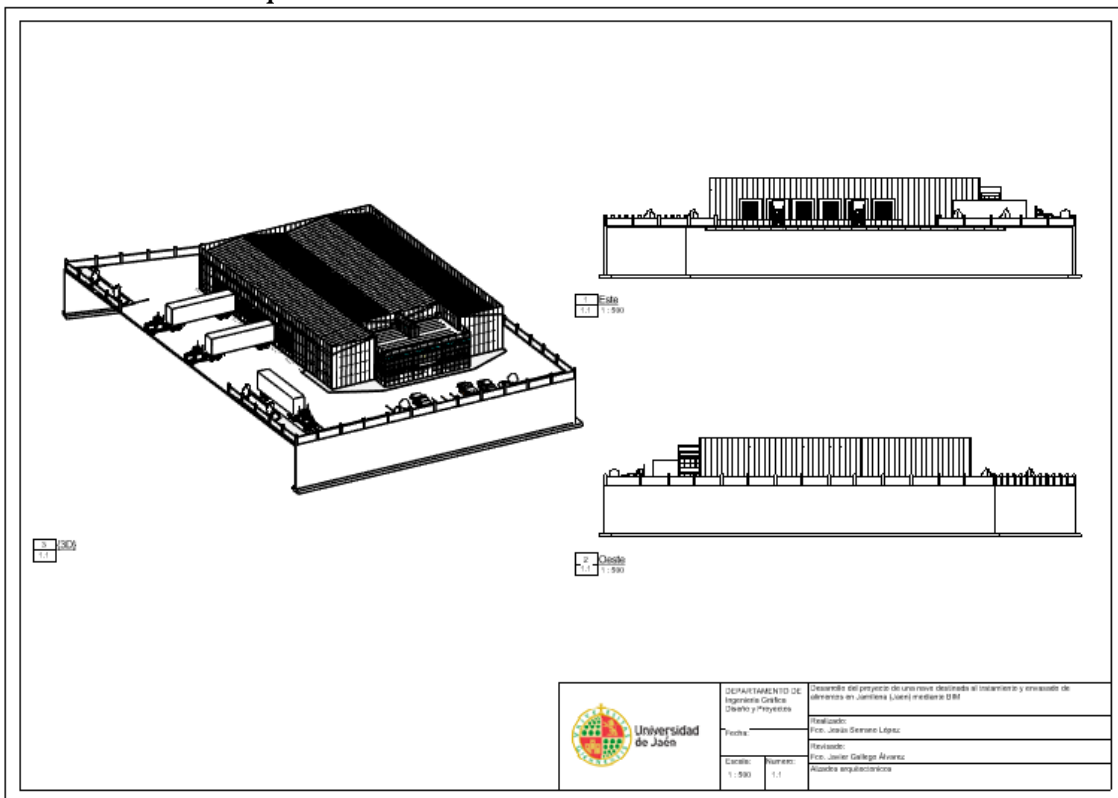 1 Este
1.1 1 : 500
2 Oeste
1.1 1 : 500
3 {3D}
1.1
Universidad
de Jaén
DEPARTAMENTO DE
Ingeniería Gráfica
Diseño y Proyectos
Fecha:
Escala:
1 : 500
Numero:
1.1
Desarrollo del proyecto de una nave destinada al tratamiento y envasado de
alimentos en Jamilena (Jaén) mediante BIM
Realizado:
Fco. Jesús Serrano López
Revisado:
Fco. Javier Gallego Álvarez
Alzados arquitectónicos